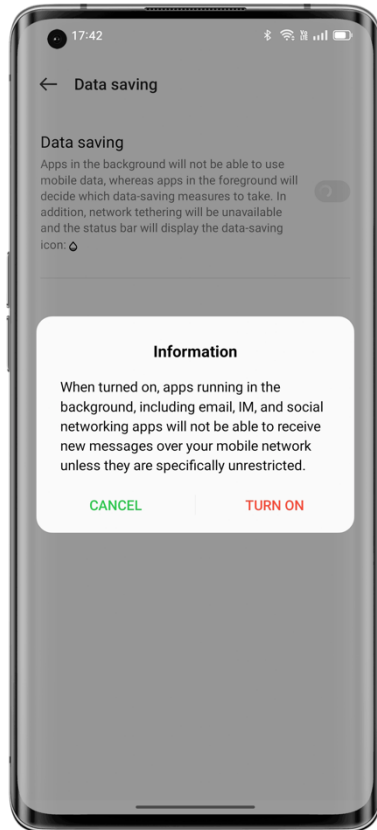 17:42
Data saving
Data saving
Apps in the background will not be able to use
mobile data, whereas apps in the foreground will
decide which data-saving measures to take. In
addition, network tethering will be unavailable
and the status bar will display the data-saving
icon:
Information
When turned on, apps running in the
background, including email, IM, and social
networking apps will not be able to receive
new messages over your mobile network
unless they are specifically unrestricted.
CANCEL
TURN ON